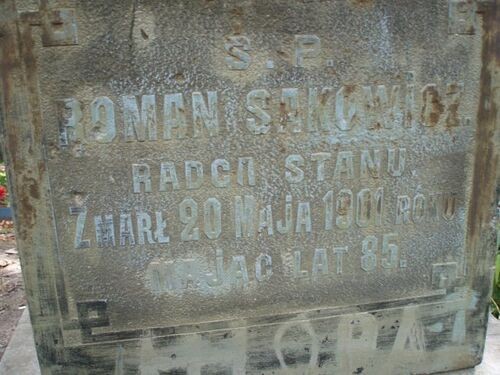 Ś. P.
ROMAN SAKOWICZ.
RADCA STANU.
ZMARŁ 20 MAJA 1901 ROKU
MAJĄC LAT 85.